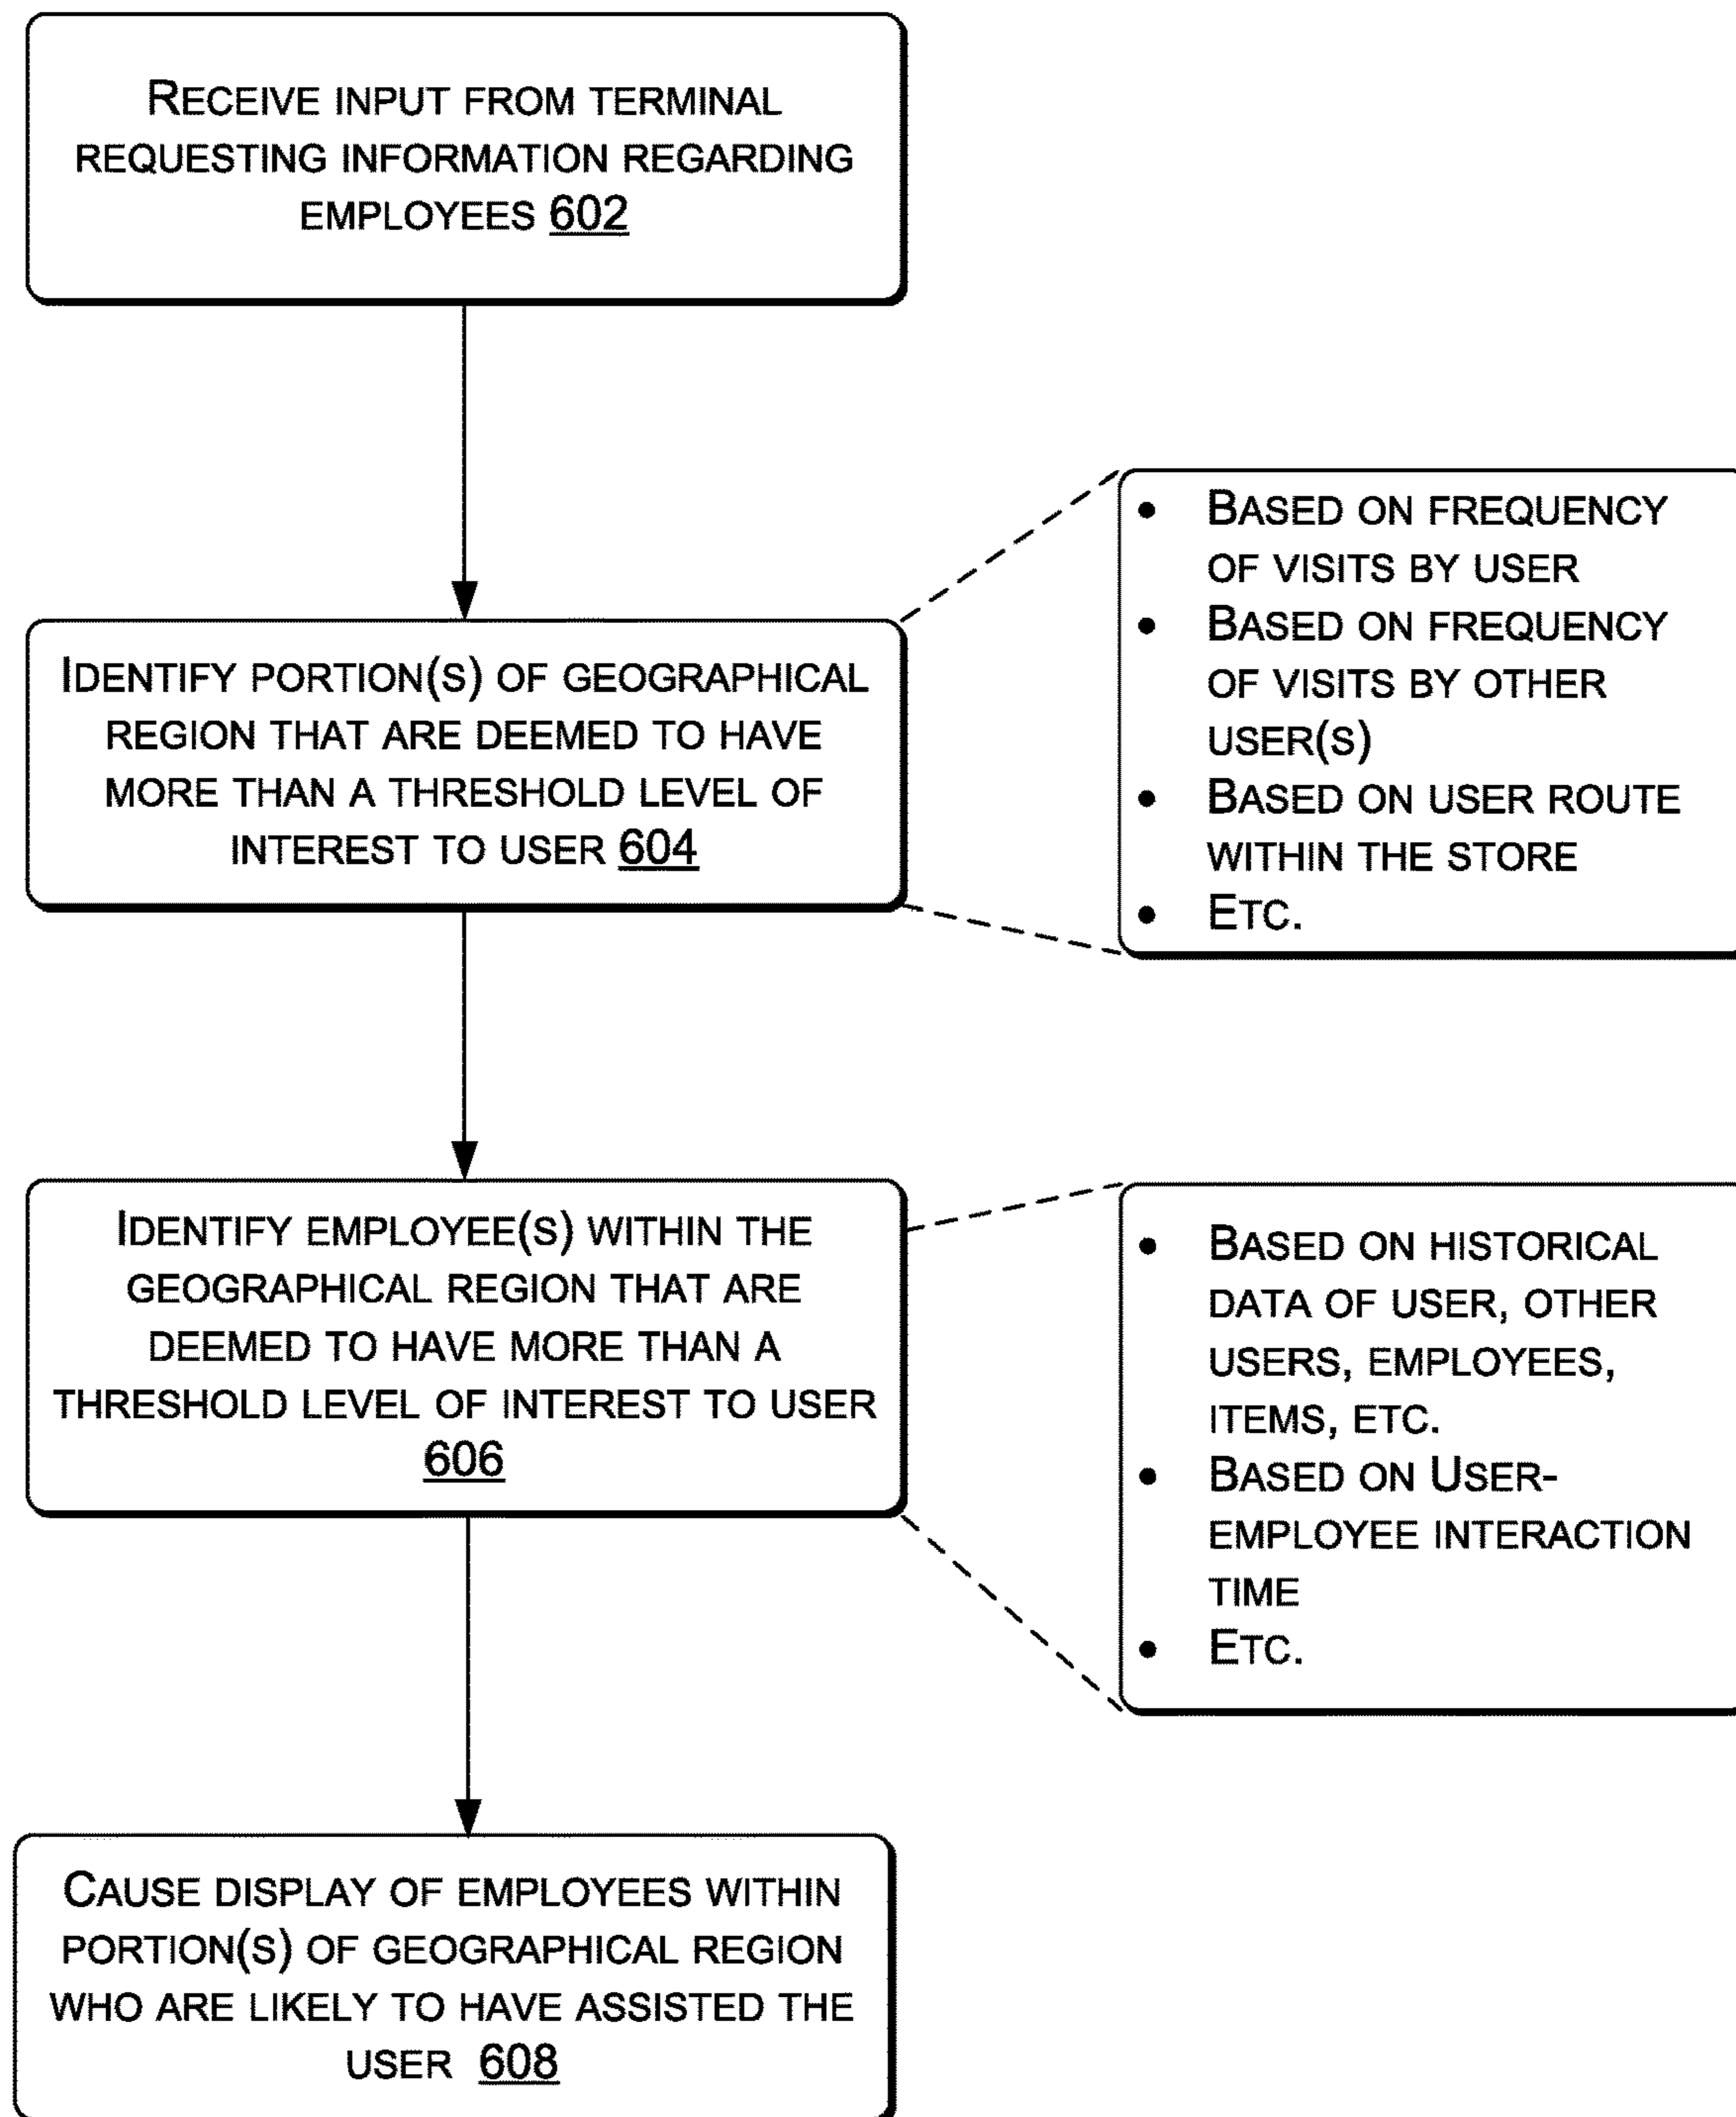 RECEIVE INPUT FROM TERMINAL
REQUESTING INFORMATION REGARDING
EMPLOYEES 602
IDENTIFY PORTION(S) OF GEOGRAPHICAL
REGION THAT ARE DEEMED TO HAVE
MORE THAN A THRESHOLD LEVEL OF
INTEREST TO USER 604
• BASED ON FREQUENCY
OF VISITS BY USER
• BASED ON FREQUENCY
OF VISITS BY OTHER
USER(S)
• BASED ON USER ROUTE
WITHIN THE STORE
• ETC.
IDENTIFY EMPLOYEE(S) WITHIN THE
GEOGRAPHICAL REGION THAT ARE
DEEMED TO HAVE MORE THAN A
THRESHOLD LEVEL OF INTEREST TO USER
606
• BASED ON HISTORICAL
DATA OF USER, OTHER
USERS, EMPLOYEES,
ITEMS, ETC.
• BASED ON USER-
EMPLOYEE INTERACTION
TIME
• ETC.
CAUSE DISPLAY OF EMPLOYEES WITHIN
PORTION(S) OF GEOGRAPHICAL REGION
WHO ARE LIKELY TO HAVE ASSISTED THE
USER 608